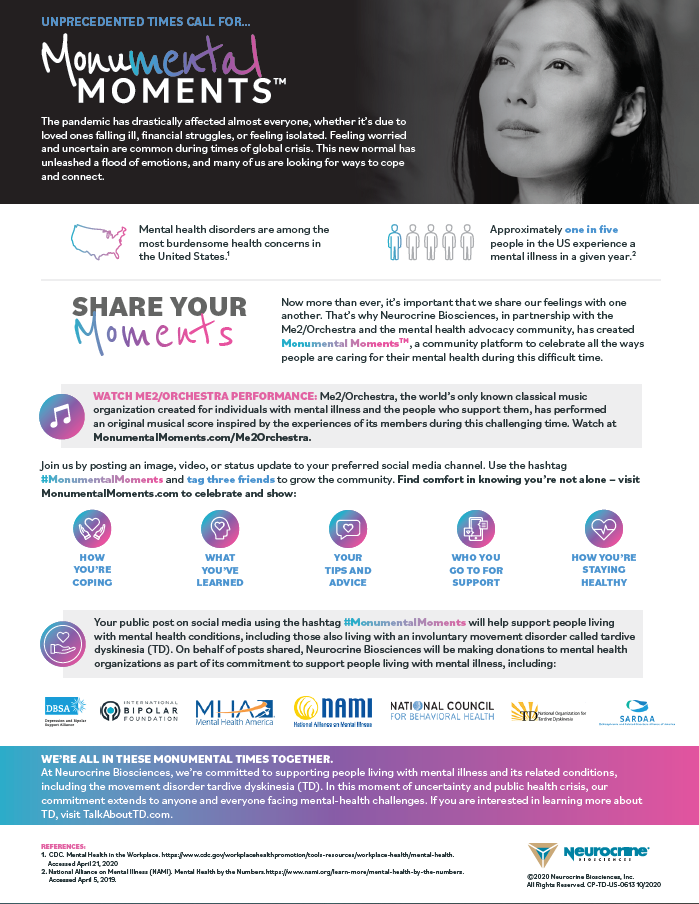 UNPRECEDENTED TIMES CALL FOR...
Monumental
MOMENTS™
The pandemic has drastically affected almost everyone, whether it's due to
loved ones falling ill, financial struggles, or feeling isolated. Feeling worried
and uncertain are common during times of global crisis. This new normal has
unleashed a flood of emotions, and many of us are looking for ways to cope
and connect.
Mental health disorders are among the
most burdensome health concerns in
the United States.¹
Approximately one in five
people in the US experience a
mental illness in a given year.²
SHARE YOUR
Moments
Now more than ever, it's important that we share our feelings with one
another. That's why Neurocrine Biosciences, in partnership with the
Me2/Orchestra and the mental health advocacy community, has created
Monumental Moments™, a community platform to celebrate all the ways
people are caring for their mental health during this difficult time.
WATCH ME2/ORCHESTRA PERFORMANCE: Me2/Orchestra, the world's only known classical music
organization created for individuals with mental illness and the people who support them, has performed
an original musical score inspired by the experiences of its members during this challenging time. Watch at
MonumentalMoments.com/Me2Orchestra.
Join us by posting an image, video, or status update to your preferred social media channel. Use the hashtag
#MonumentalMoments and tag three friends to grow the community. Find comfort in knowing you're not alone – visit
MonumentalMoments.com to celebrate and show:
HOW
YOU'RE
COPING
WHAT
YOU'VE
LEARNED
YOUR
TIPS AND
ADVICE
WHO YOU
GO TO FOR
SUPPORT
HOW YOU'RE
STAYING
HEALTHY
Your public post on social media using the hashtag #MonumentalMoments will help support people living
with mental health conditions, including those also living with an involuntary movement disorder called tardive
dyskinesia (TD). On behalf of posts shared, Neurocrine Biosciences will be making donations to mental health
organizations as part of its commitment to support people living with mental illness, including:
DBSA
Depression and Bipolar
Support Alliance
INTERNATIONAL
BIPOLAR
FOUNDATION
MHA
Mental Health America
NAMI
National Alliance on Mental Illness
NATIONAL COUNCIL
FOR BEHAVIORAL HEALTH
TD National Organization for
Tardive Dyskinesia
SARDAA
WE'RE ALL IN THESE MONUMENTAL TIMES TOGETHER.
At Neurocrine Biosciences, we're committed to supporting people living with mental illness and its related conditions,
including the movement disorder tardive dyskinesia (TD). In this moment of uncertainty and public health crisis, our
commitment extends to anyone and everyone facing mental-health challenges. If you are interested in learning more about
TD, visit TalkAboutTD.com.
REFERENCES:
1. CDC. Mental Health in the Workplace. https://www.cdc.gov/workplacehealthpromotion/tools-resources/workplace-health/mental-health.
Accessed April 21, 2020
2. National Alliance on Mental Illness (NAMI). Mental Health by the Numbers.https://www.nami.org/learn-more/mental-health-by-the-numbers.
Accessed April 5, 2019.
NEUROCRINE®
BIOSCIENCES
©2020 Neurocrine Biosciences, Inc.
All Rights Reserved. CP-TD-US-0613 10/2020